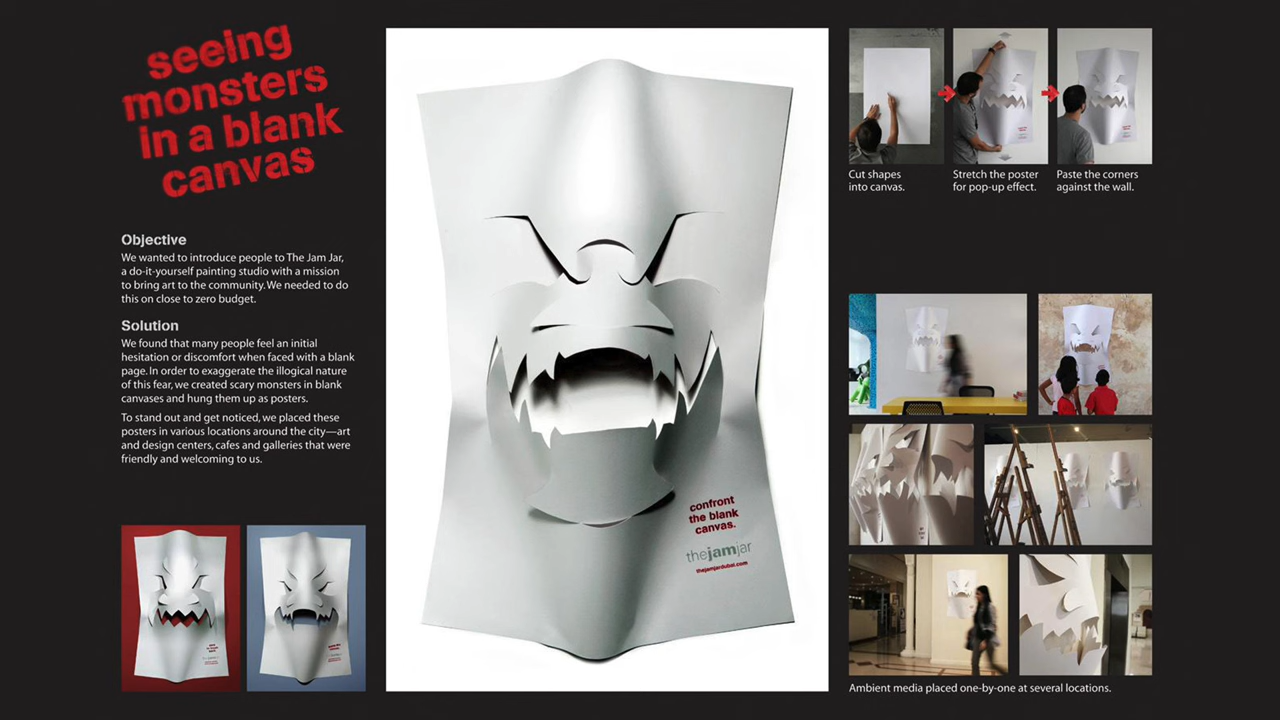 seeing
monsters
in a blank
canvas
Objective
We wanted to introduce people to The Jam Jar,
a do-it-yourself painting studio with a mission
to bring art to the community. We needed to do
this on close to zero budget.
Solution
We found that many people feel an initial
hesitation or discomfort when faced with a blank
page. In order to exaggerate the illogical nature
of this fear, we created scary monsters in blank
canvases and hung them up as posters.
To stand out and get noticed, we placed these
posters in various locations around the city—art
and design centers, cafes and galleries that were
friendly and welcoming to us.
confront
the blank
canvas.
thejamjar
thejamjardubai.com
Cut shapes
into canvas.
Stretch the poster
for pop-up effect.
Paste the corners
against the wall.
Ambient media placed one-by-one at several locations.